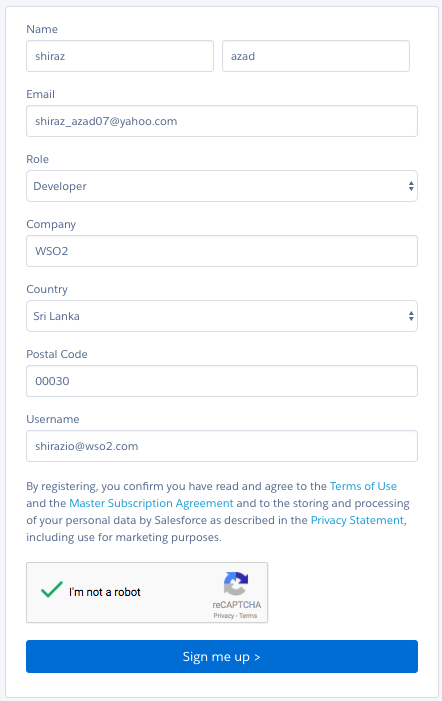 Name
shiraz azad
Email
shiraz_azad07@yahoo.com
Role
Developer
Company
WSO2
Country
Sri Lanka
Postal Code
00030
Username
shirazio@wso2.com
By registering, you confirm you have read and agree to the Terms of Use
and the Master Subscription Agreement and to the storing and processing
of your personal data by Salesforce as described in the Privacy Statement,
including use for marketing purposes.
I'm not a robot
reCAPTCHA
Privacy - Terms
Sign me up >